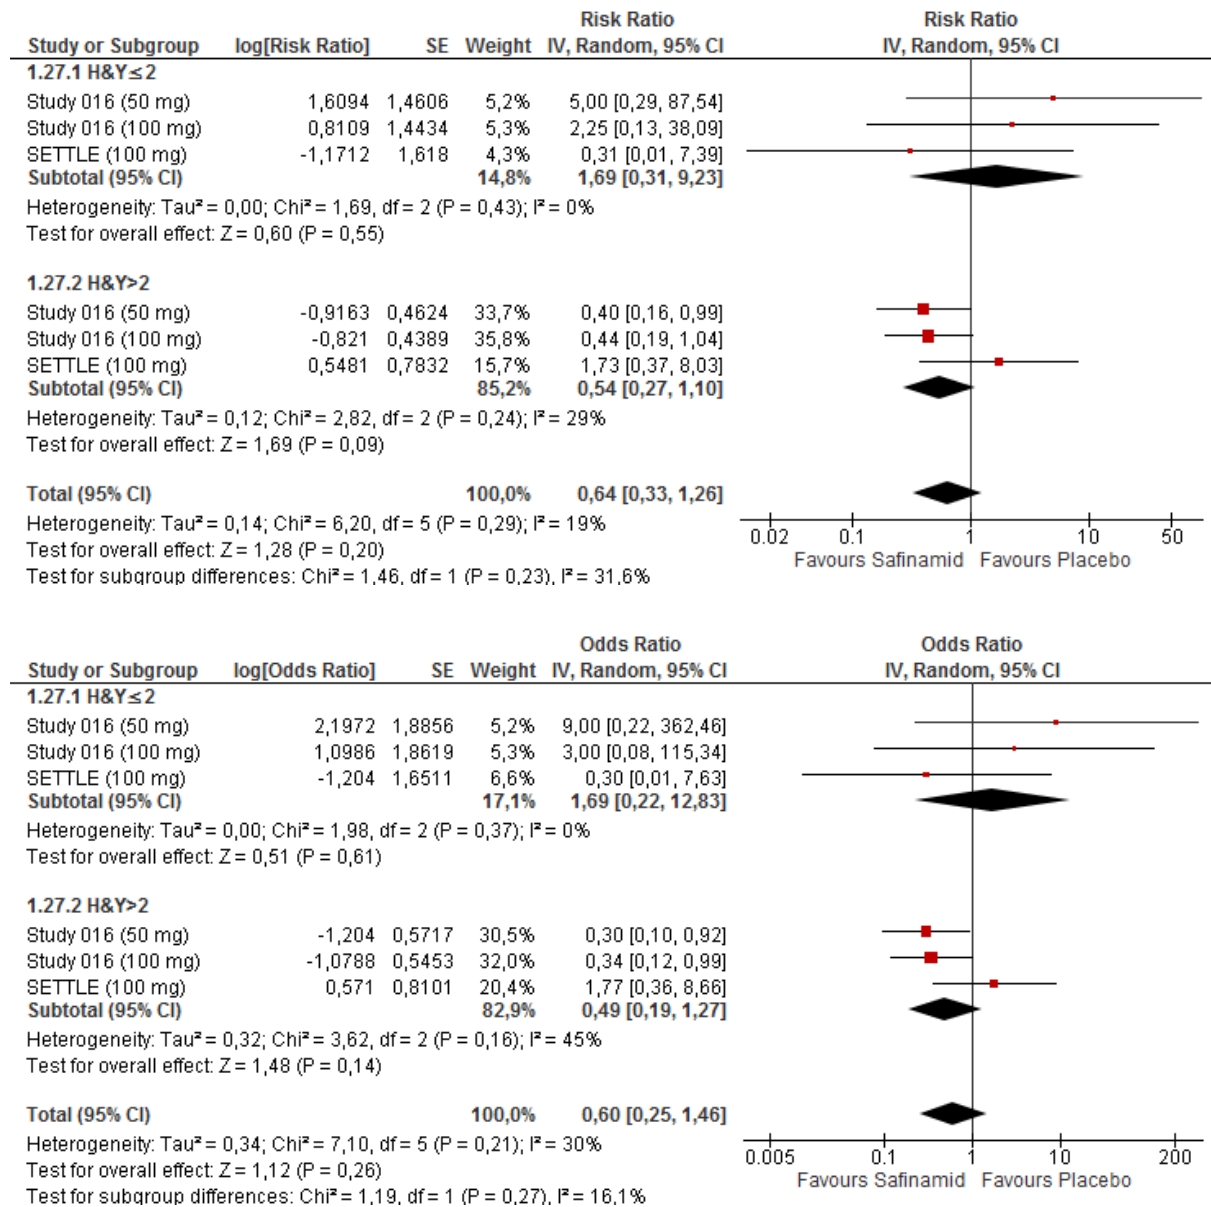 Risk Ratio Risk Ratio
Study or Subgroup log[Risk Ratio] SE Weight IV, Random, 95% CI IV, Random, 95% CI
1.27.1 H&Y≤2
Study 016 (50 mg) 1,6094 1,4606 5,2% 5,00 [0,29, 87,54]
Study 016 (100 mg) 0,8109 1,4434 5,3% 2,25 [0,13, 38,09]
SETTLE (100 mg) -1,1712 1,618 4,3% 0,31 [0,01, 7,39]
Subtotal (95% CI) 14,8% 1,69 [0,31, 9,23]
Heterogeneity: Tau² = 0,00; Chi² = 1,69, df = 2 (P = 0,43); I² = 0%
Test for overall effect: Z = 0,60 (P = 0,55)
1.27.2 H&Y>2
Study 016 (50 mg) -0,9163 0,4624 33,7% 0,40 [0,16, 0,99]
Study 016 (100 mg) -0,821 0,4389 35,8% 0,44 [0,19, 1,04]
SETTLE (100 mg) 0,5481 0,7832 15,7% 1,73 [0,37, 8,03]
Subtotal (95% CI) 85,2% 0,54 [0,27, 1,10]
Heterogeneity: Tau² = 0,12; Chi² = 2,82, df = 2 (P = 0,24); I² = 29%
Test for overall effect: Z = 1,69 (P = 0,09)
Total (95% CI) 100,0% 0,64 [0,33, 1,26]
Heterogeneity: Tau² = 0,14; Chi² = 6,20, df = 5 (P = 0,29); I² = 19%
Test for overall effect: Z = 1,28 (P = 0,20)
Test for subgroup differences: Chi² = 1,46, df = 1 (P = 0,23), I² = 31,6%
0.02 0.1 1 10 50
Favours Safinamid Favours Placebo
Odds Ratio Odds Ratio
Study or Subgroup log[Odds Ratio] SE Weight IV, Random, 95% CI IV, Random, 95% CI
1.27.1 H&Y≤2
Study 016 (50 mg) 2,1972 1,8856 5,2% 9,00 [0,22, 362,46]
Study 016 (100 mg) 1,0986 1,8619 5,3% 3,00 [0,08, 115,34]
SETTLE (100 mg) -1,204 1,6511 6,6% 0,30 [0,01, 7,63]
Subtotal (95% CI) 17,1% 1,69 [0,22, 12,83]
Heterogeneity: Tau² = 0,00; Chi² = 1,98, df = 2 (P = 0,37); I² = 0%
Test for overall effect: Z = 0,51 (P = 0,61)
1.27.2 H&Y>2
Study 016 (50 mg) -1,204 0,5717 30,5% 0,30 [0,10, 0,92]
Study 016 (100 mg) -1,0788 0,5453 32,0% 0,34 [0,12, 0,99]
SETTLE (100 mg) 0,571 0,8101 20,4% 1,77 [0,36, 8,66]
Subtotal (95% CI) 82,9% 0,49 [0,19, 1,27]
Heterogeneity: Tau² = 0,32; Chi² = 3,62, df = 2 (P = 0,16); I² = 45%
Test for overall effect: Z = 1,48 (P = 0,14)
Total (95% CI) 100,0% 0,60 [0,25, 1,46]
Heterogeneity: Tau² = 0,34; Chi² = 7,10, df = 5 (P = 0,21); I² = 30%
Test for overall effect: Z = 1,12 (P = 0,26)
Test for subgroup differences: Chi² = 1,19, df = 1 (P = 0,27), I² = 16,1%
0.005 0.1 1 10 200
Favours Safinamid Favours Placebo